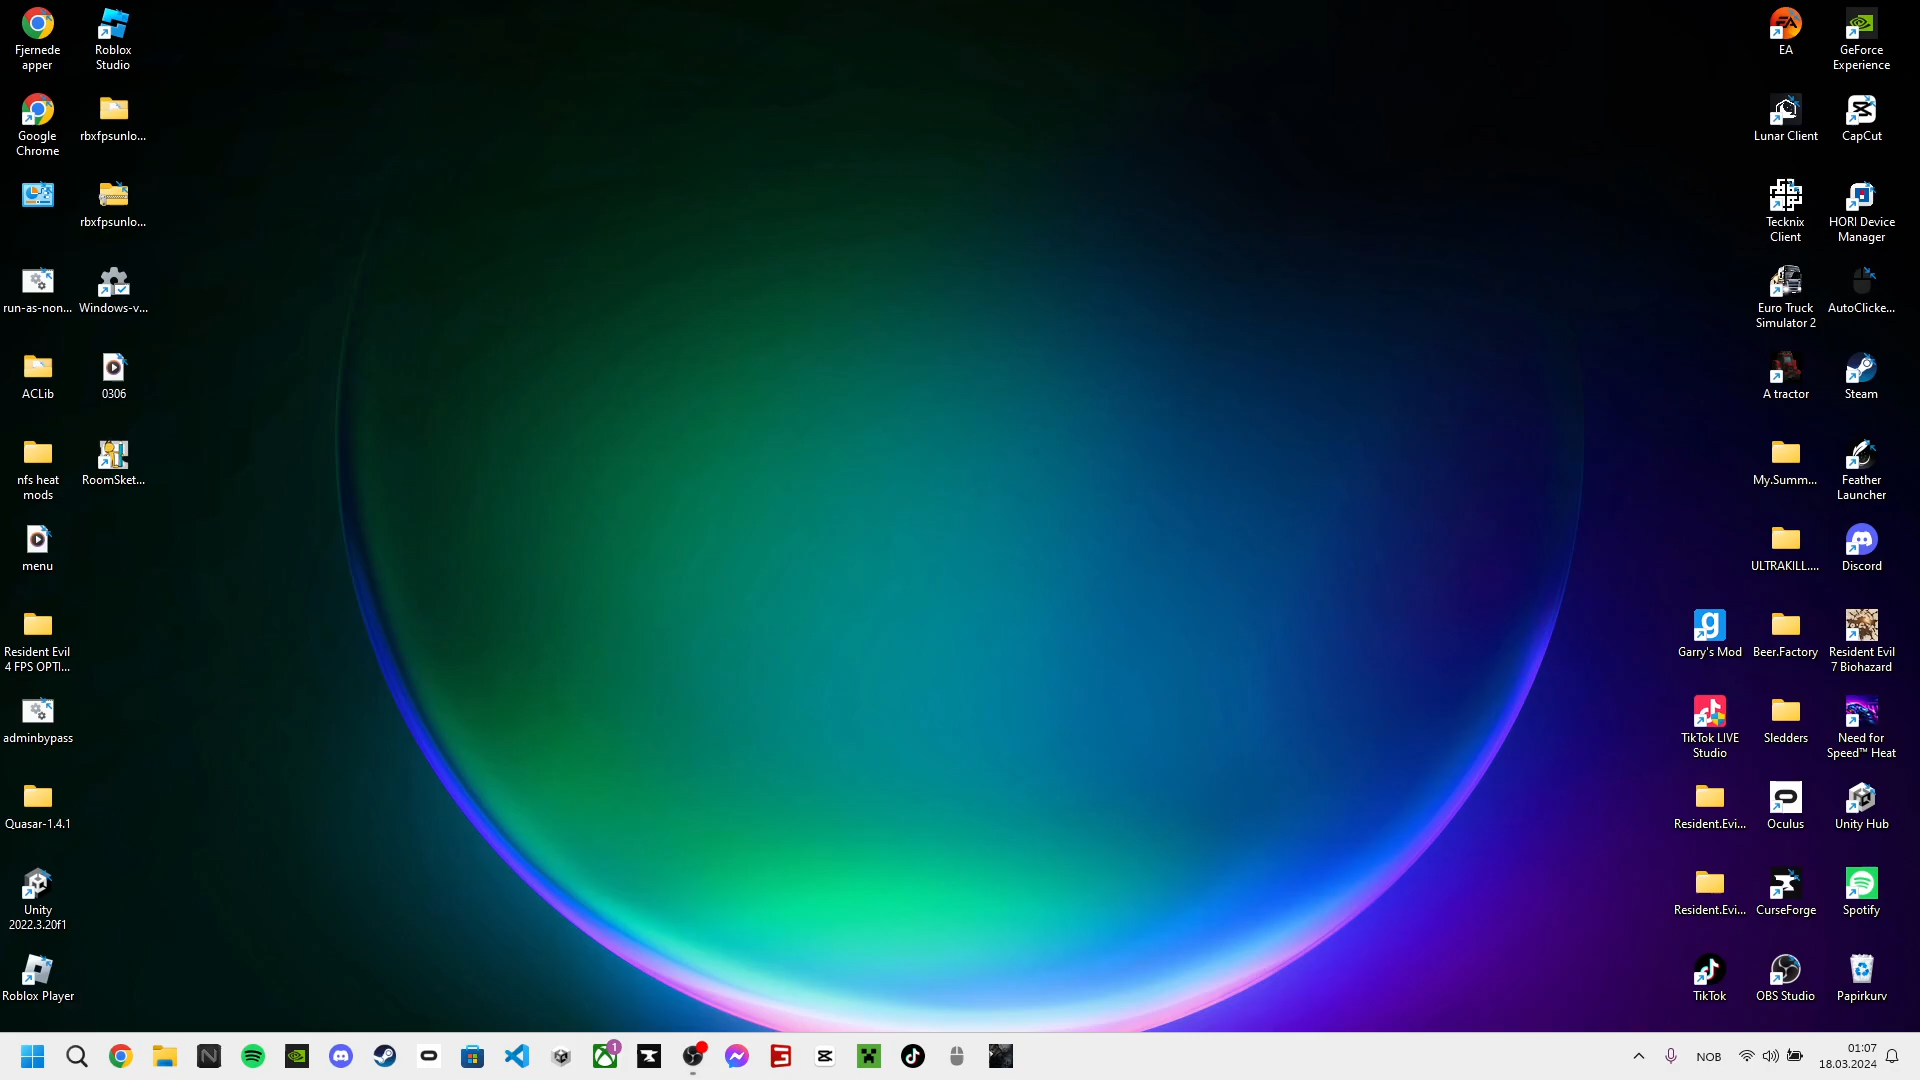 Fjernede
apper
Roblox
Studio
Google
Chrome
rbxfpsunlo...
rbxfpsunlo...
run-as-non...
Windows-v...
ACLib
0306
nfs heat
mods
RoomSket...
menu
Resident Evil
4 FPS OPTI...
adminbypass
Quasar-1.4.1
Unity
2022.3.20f1
Roblox Player
EA
GeForce
Experience
Lunar Client
CapCut
Tecknix
Client
HORI Device
Manager
Euro Truck
Simulator 2
AutoClicke...
A tractor
Steam
My.Summ...
Feather
Launcher
ULTRAKILL....
Discord
Garry's Mod
Beer.Factory
Resident Evil
7 Biohazard
TikTok LIVE
Studio
Sledders
Need for
Speed™ Heat
Resident.Evi...
Oculus
Unity Hub
Resident.Evi...
CurseForge
Spotify
TikTok
OBS Studio
Papirkurv
1
NOB
01:07
18.03.2024